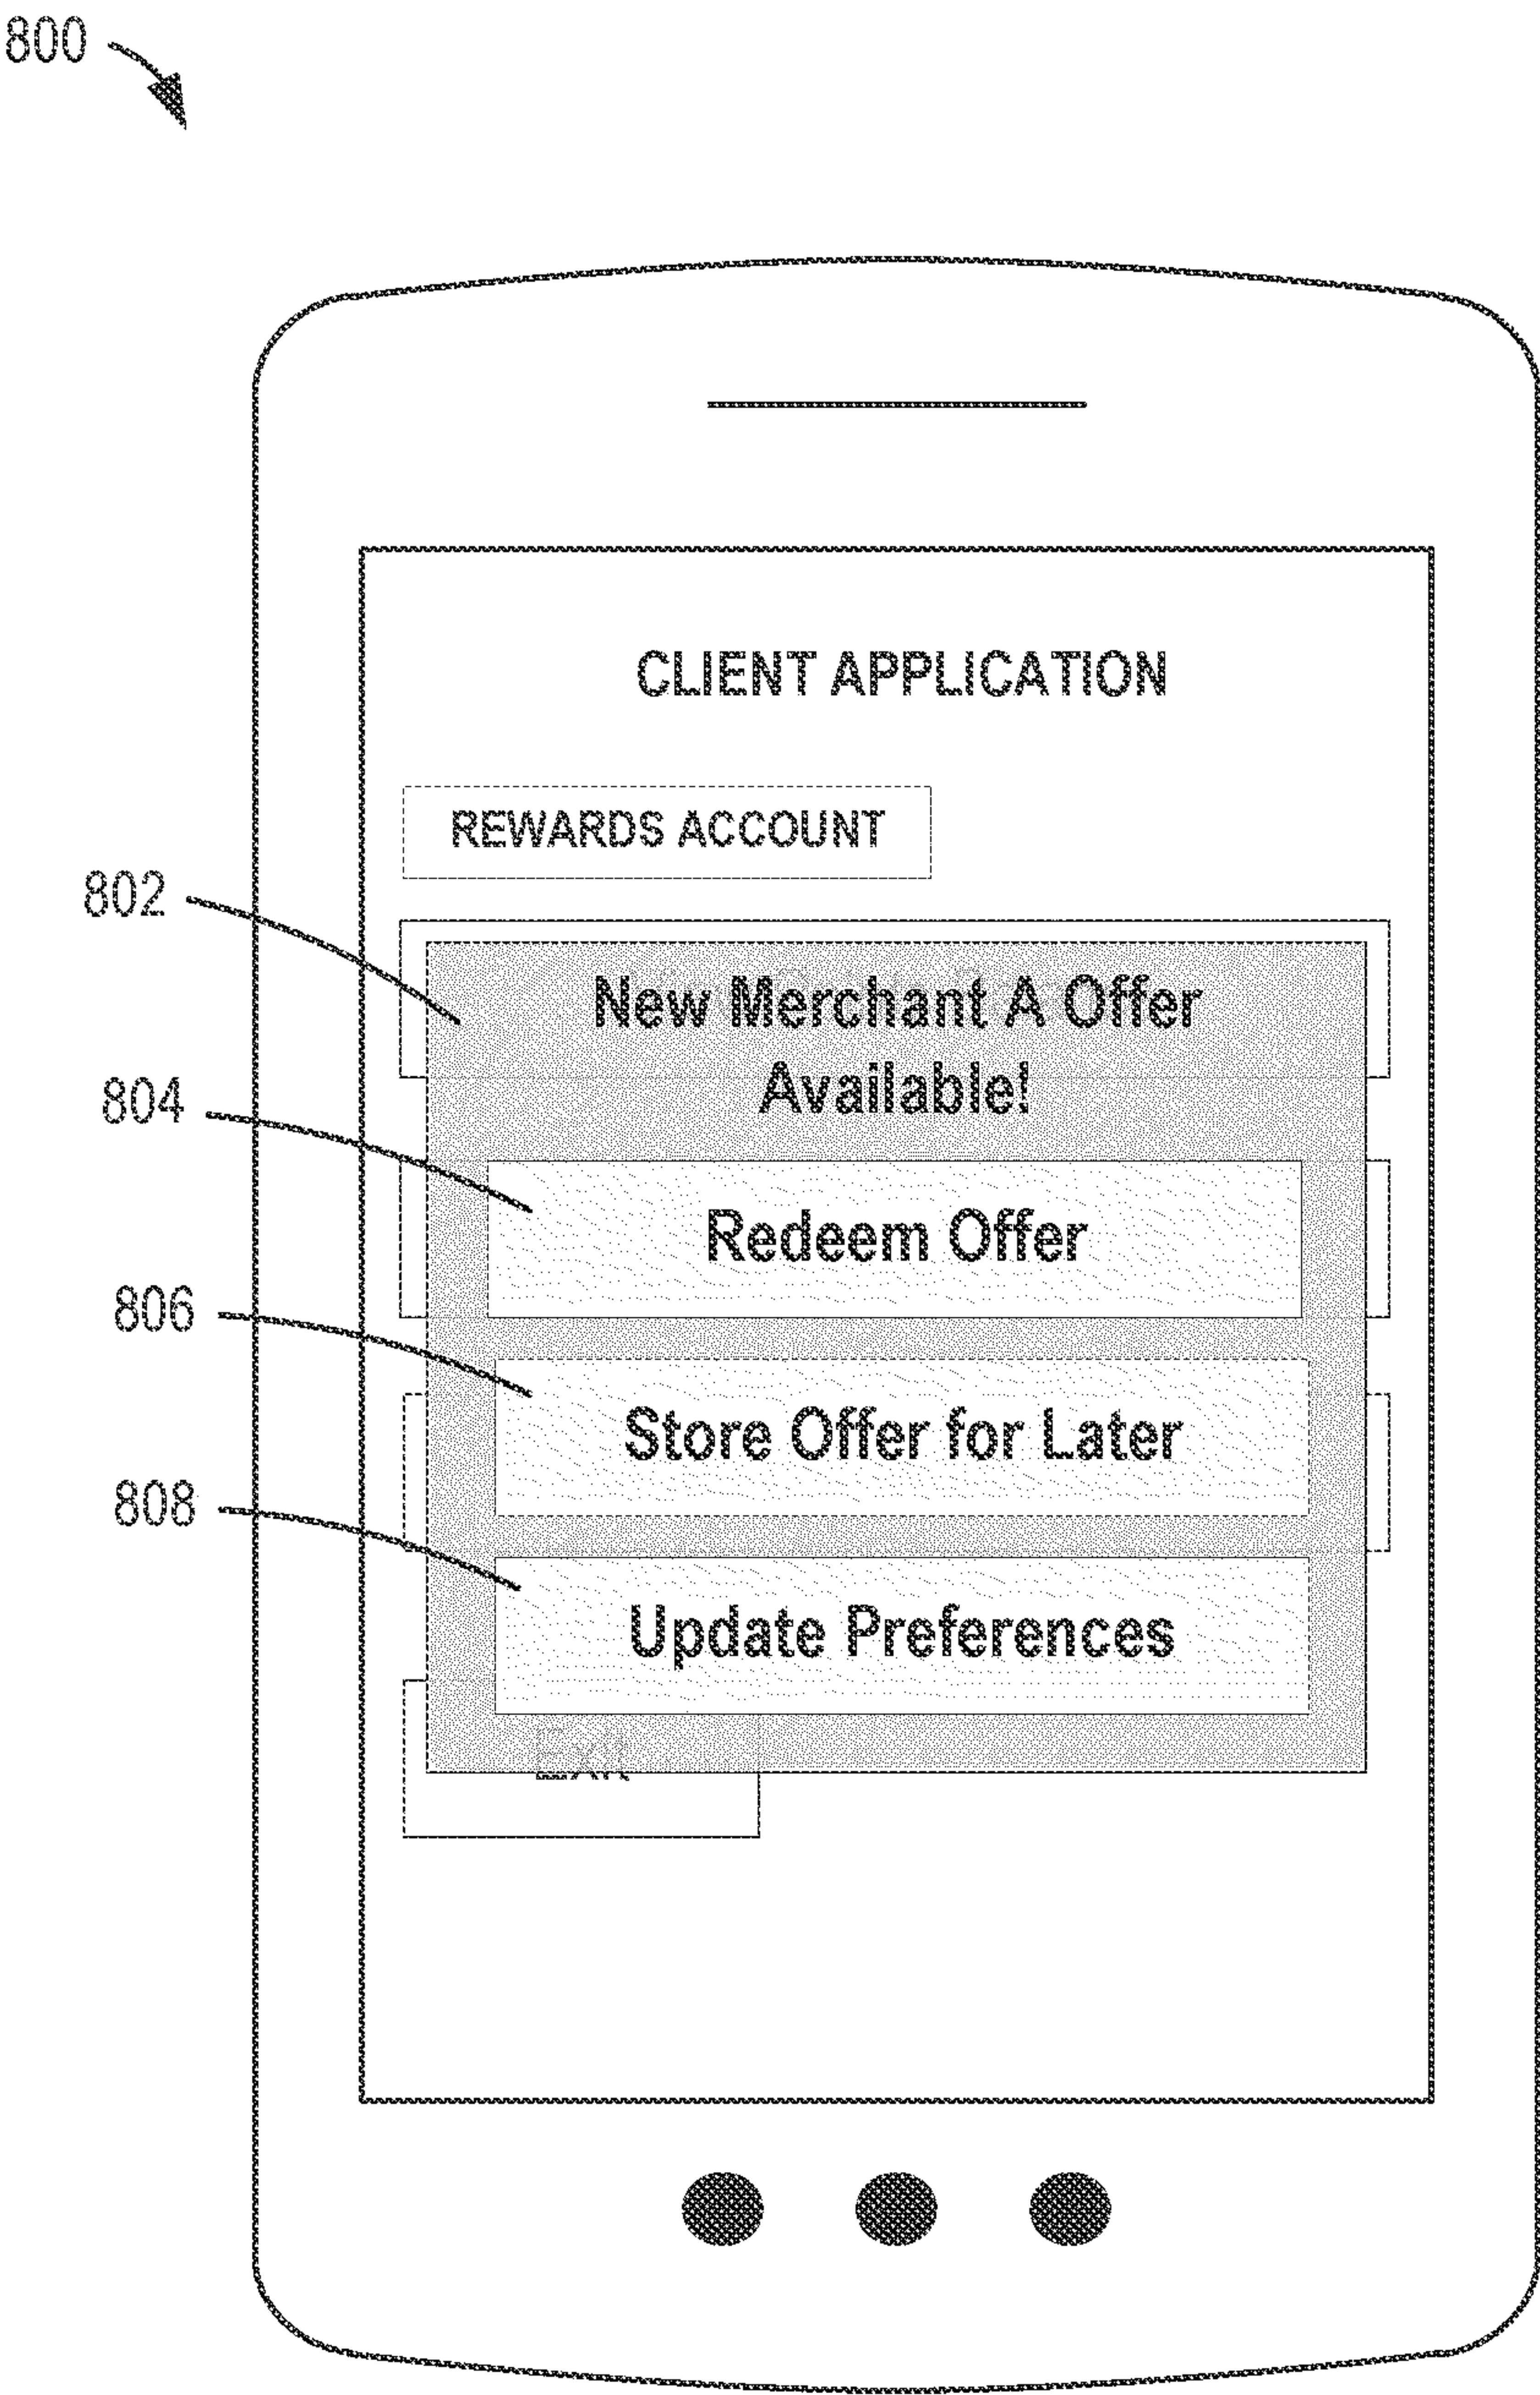 800
CLIENT APPLICATION
REWARDS ACCOUNT
802
New Merchant A Offer
Available!
804
Redeem Offer
806
Store Offer for Later
808
Update Preferences
Exit